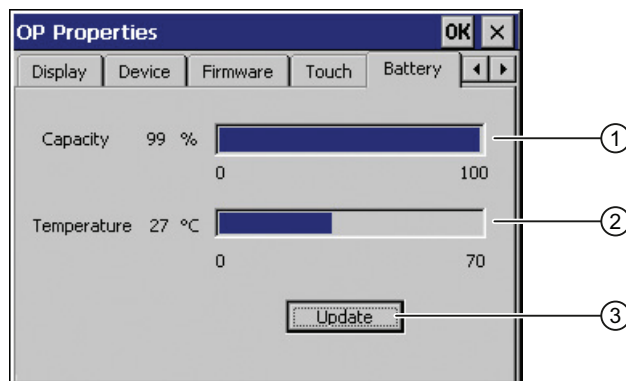 OP Properties OK ×
Display Device Firmware Touch Battery
Capacity 99 % 1
0 100
Temperature 27 °C 2
0 70
Update 3